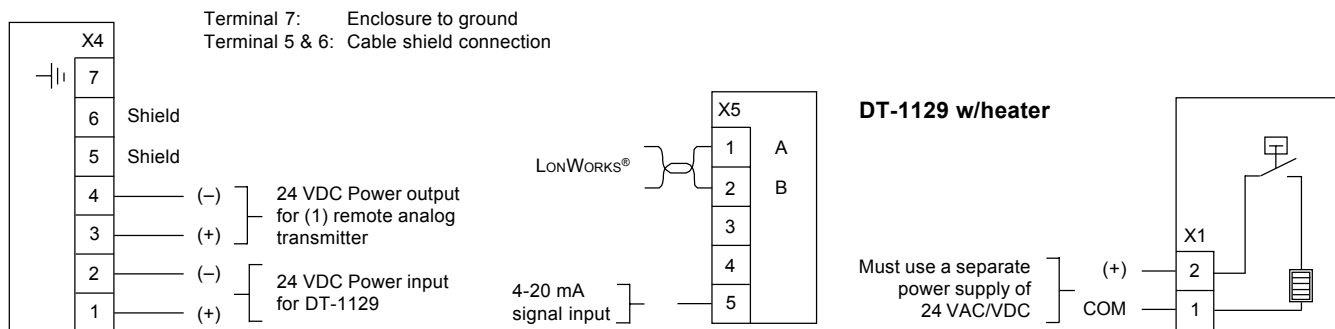 Terminal 7: Enclosure to ground
Terminal 5 & 6: Cable shield connection
X4
7
6 Shield
5 Shield
4 (–)
3 (+)
24 VDC Power output
for (1) remote analog
transmitter
2 (–)
1 (+)
24 VDC Power input
for DT-1129
X5
LONWORKS®
1 A
2 B
3
4
5
4-20 mA
signal input
DT-1129 w/heater
X1
2
1
(+)
COM
Must use a separate
power supply of
24 VAC/VDC